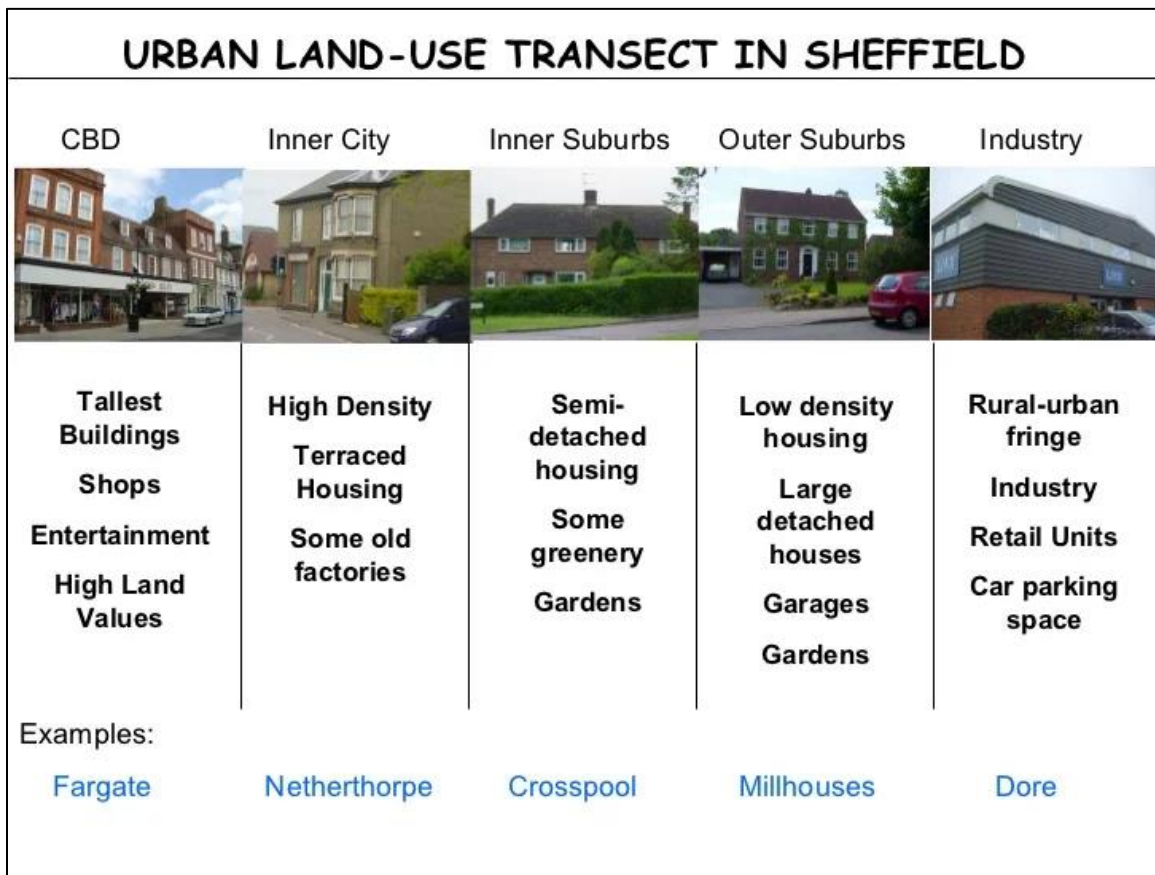 URBAN LAND-USE TRANSECT IN SHEFFIELD
CBD
Inner City
Inner Suburbs
Outer Suburbs
Industry
Tallest
Buildings
Shops
Entertainment
High Land
Values
High Density
Terraced
Housing
Some old
factories
Semi-
detached
housing
Some
greenery
Gardens
Low density
housing
Large
detached
houses
Garages
Gardens
Rural-urban
fringe
Industry
Retail Units
Car parking
space
Examples:
Fargate
Netherthorpe
Crosspool
Millhouses
Dore